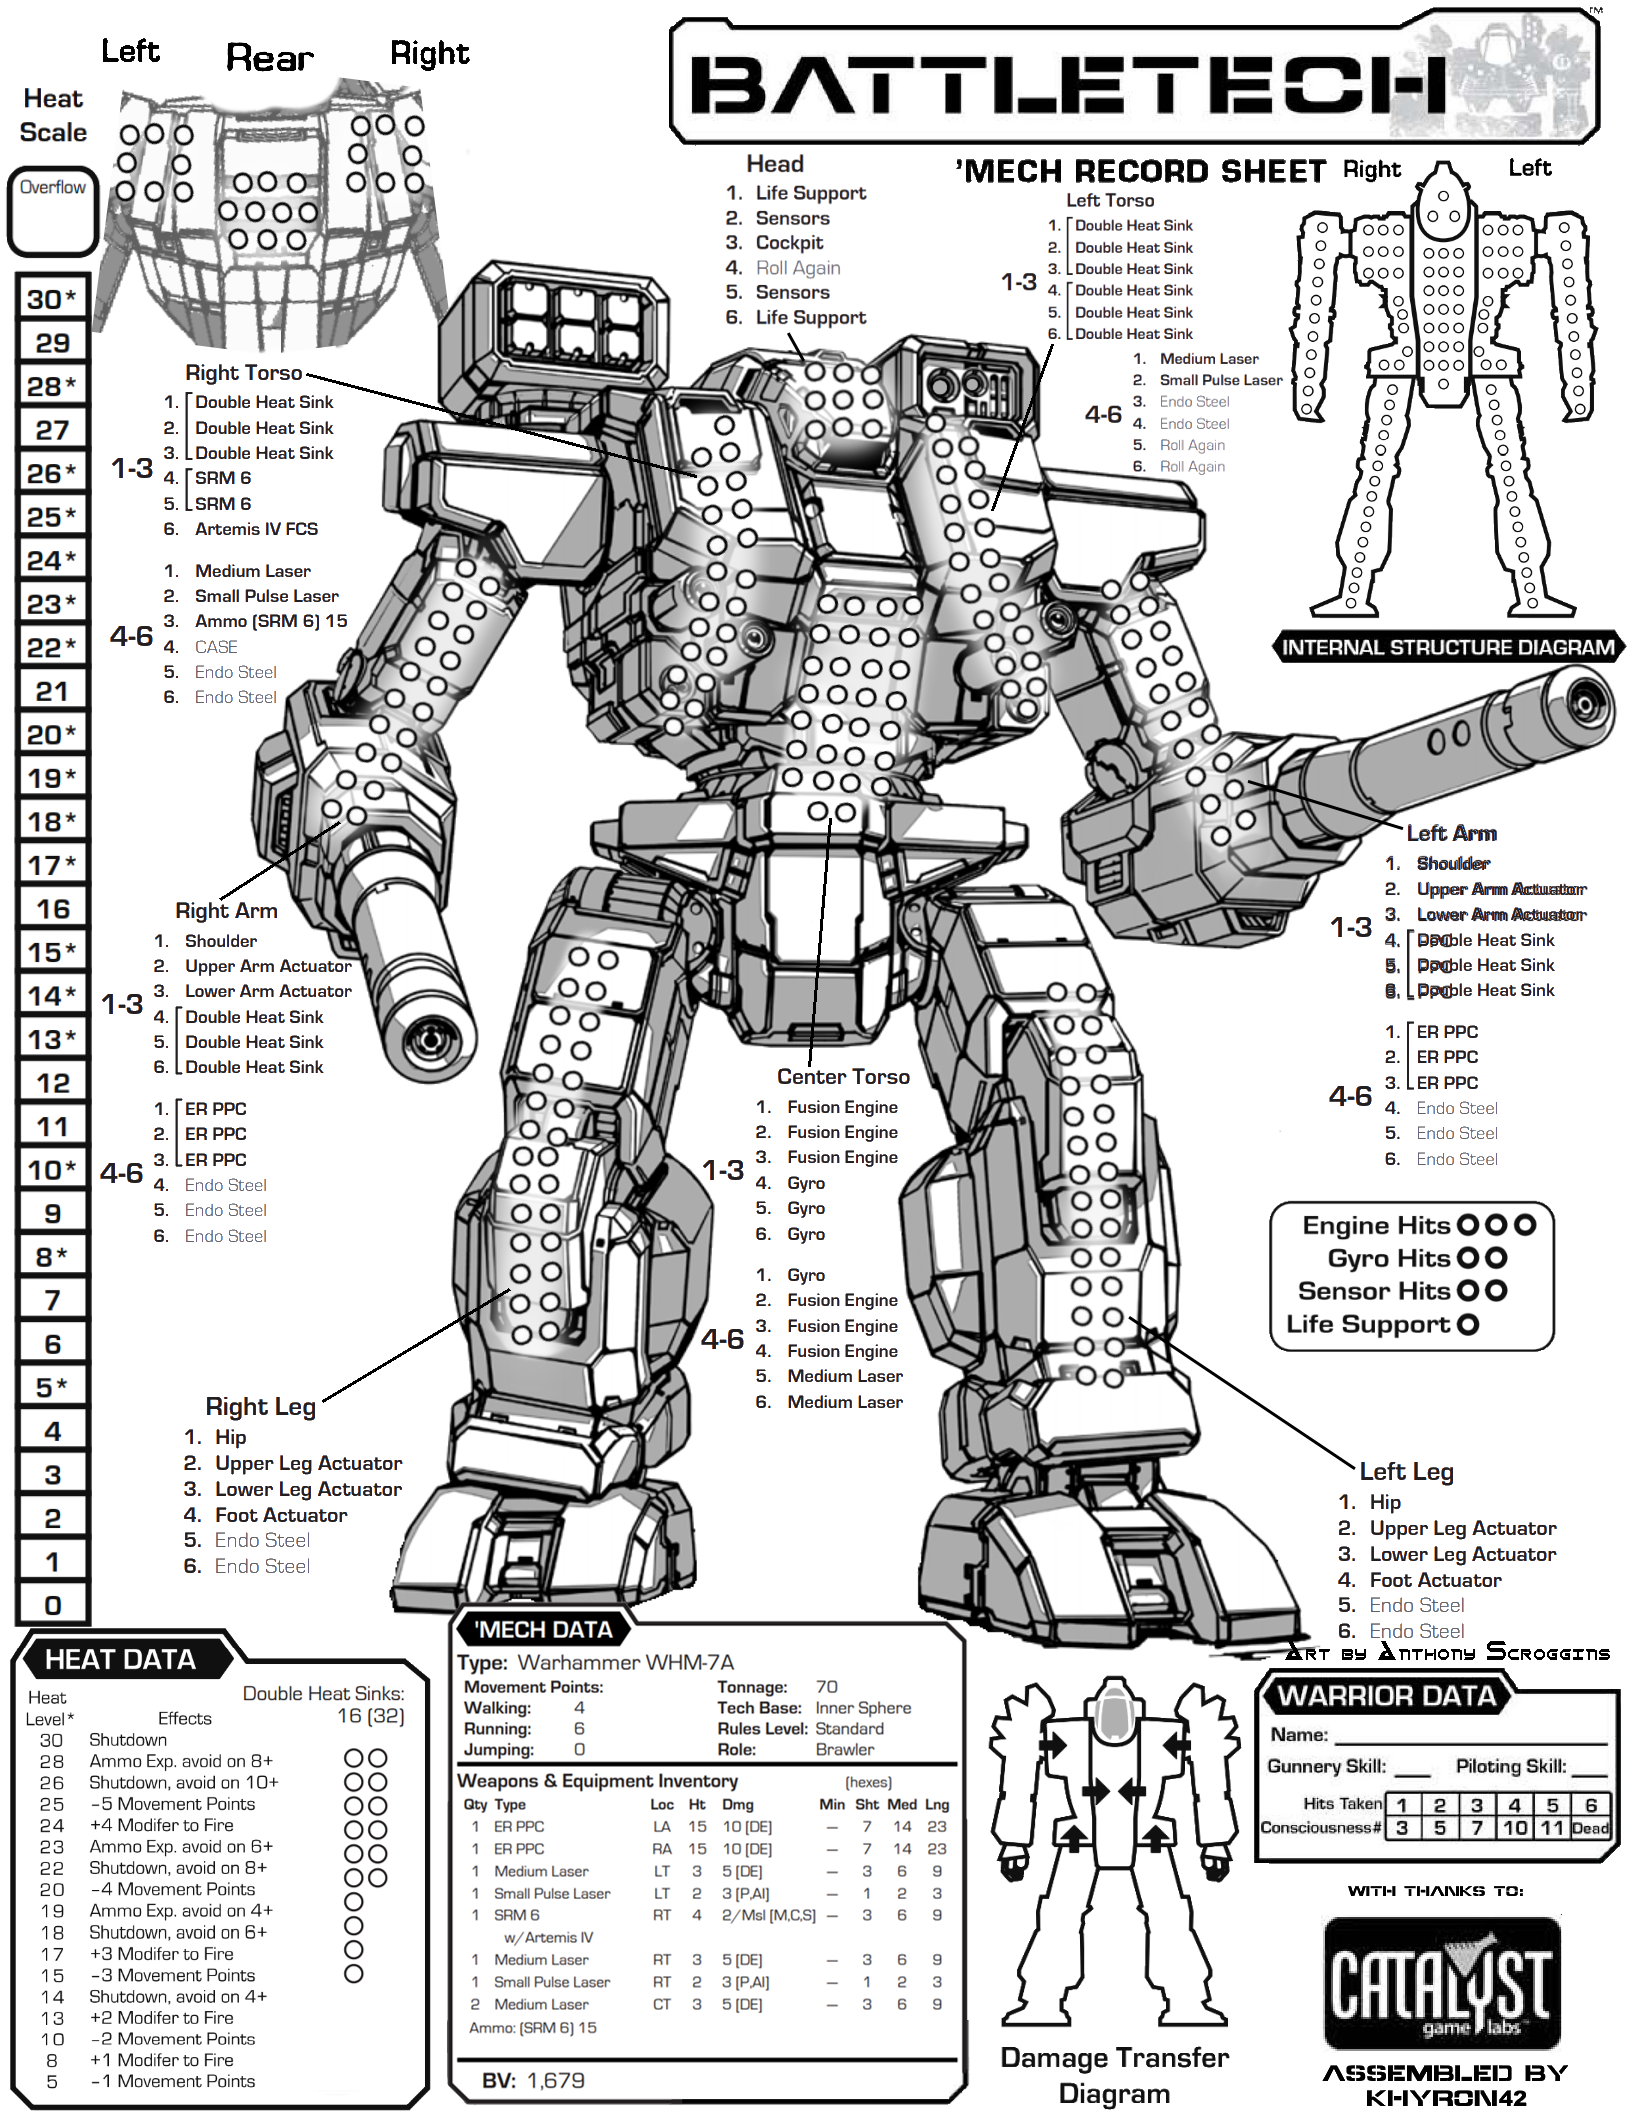 Left Rear Right
BATTLETECH
TM
'MECH RECORD SHEET
Heat
Scale
Overflow
30*
29
28*
27
26*
25*
24*
23*
22*
21
20*
19*
18*
17*
16
15*
14*
13*
12
11
10*
9
8*
7
6
5*
4
3
2
1
0
Head
1. Life Support
2. Sensors
3. Cockpit
4. Roll Again
5. Sensors
6. Life Support
Left Torso
1-3
1. Double Heat Sink
2. Double Heat Sink
3. Double Heat Sink
4. Double Heat Sink
5. Double Heat Sink
6. Double Heat Sink
4-6
1. Medium Laser
2. Small Pulse Laser
3. Endo Steel
4. Endo Steel
5. Roll Again
6. Roll Again
Right Left
INTERNAL STRUCTURE DIAGRAM
Right Torso
1-3
1. Double Heat Sink
2. Double Heat Sink
3. Double Heat Sink
4. SRM 6
5. SRM 6
6. Artemis IV FCS
4-6
1. Medium Laser
2. Small Pulse Laser
3. Ammo (SRM 6) 15
4. CASE
5. Endo Steel
6. Endo Steel
Right Arm
1-3
1. Shoulder
2. Upper Arm Actuator
3. Lower Arm Actuator
4. Double Heat Sink
5. Double Heat Sink
6. Double Heat Sink
4-6
1. ER PPC
2. ER PPC
3. ER PPC
4. Endo Steel
5. Endo Steel
6. Endo Steel
Left Arm
1-3
1. Shoulder
2. Upper Arm Actuator
3. Lower Arm Actuator
4. Double Heat Sink
5. Double Heat Sink
6. Double Heat Sink
4-6
1. ER PPC
2. ER PPC
3. ER PPC
4. Endo Steel
5. Endo Steel
6. Endo Steel
Center Torso
1-3
1. Fusion Engine
2. Fusion Engine
3. Fusion Engine
4. Gyro
5. Gyro
6. Gyro
4-6
1. Gyro
2. Fusion Engine
3. Fusion Engine
4. Fusion Engine
5. Medium Laser
6. Medium Laser
Engine Hits
Gyro Hits
Sensor Hits
Life Support
Right Leg
1. Hip
2. Upper Leg Actuator
3. Lower Leg Actuator
4. Foot Actuator
5. Endo Steel
6. Endo Steel
Left Leg
1. Hip
2. Upper Leg Actuator
3. Lower Leg Actuator
4. Foot Actuator
5. Endo Steel
6. Endo Steel
Art by Anthony Scroggins
HEAT DATA
Heat
Level* Effects
Double Heat Sinks:
16 (32)
30 Shutdown
28 Ammo Exp. avoid on 8+
26 Shutdown, avoid on 10+
25 -5 Movement Points
24 +4 Modifer to Fire
23 Ammo Exp. avoid on 6+
22 Shutdown, avoid on 8+
20 -4 Movement Points
19 Ammo Exp. avoid on 4+
18 Shutdown, avoid on 6+
17 +3 Modifer to Fire
15 -3 Movement Points
14 Shutdown, avoid on 4+
13 +2 Modifer to Fire
10 -2 Movement Points
8 +1 Modifer to Fire
5 -1 Movement Points
'MECH DATA
Type: Warhammer WHM-7A
Movement Points: Tonnage: 70
Walking: 4 Tech Base: Inner Sphere
Running: 6 Rules Level: Standard
Jumping: 0 Role: Brawler
Weapons & Equipment Inventory (hexes)
Qty Type Loc Ht Dmg Min Sht Med Lng
1 ER PPC LA 15 10 [DE] — 7 14 23
1 ER PPC RA 15 10 [DE] — 7 14 23
1 Medium Laser LT 3 5 [DE] — 3 6 9
1 Small Pulse Laser LT 2 3 [P,AI] — 1 2 3
1 SRM 6 RT 4 2/Msl [M,C,S] — 3 6 9
w/Artemis IV
1 Medium Laser RT 3 5 [DE] — 3 6 9
1 Small Pulse Laser RT 2 3 [P,AI] — 1 2 3
2 Medium Laser CT 3 5 [DE] — 3 6 9
Ammo: (SRM 6) 15
BV: 1,679
Damage Transfer
Diagram
WARRIOR DATA
Name:
Gunnery Skill: Piloting Skill:
Hits Taken 1 2 3 4 5 6
Consciousness# 3 5 7 10 11 Dead
WITH THANKS TO:
CATALYST
game labs
ASSEMBLED BY
KHYRON42